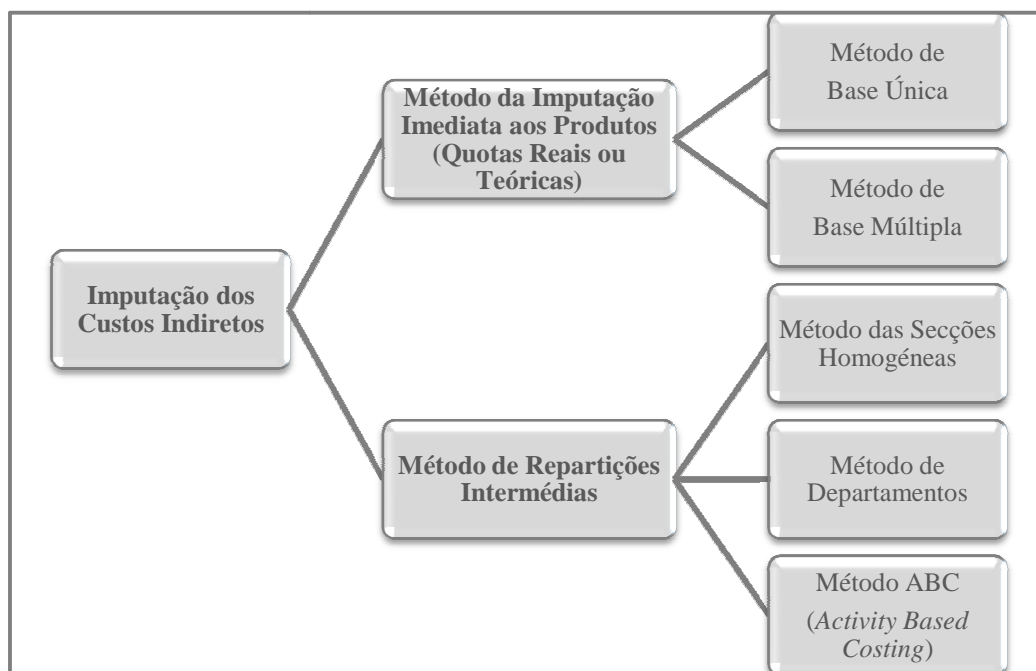 Imputação dos
Custos Indiretos
Método da Imputação
Imediata aos Produtos
(Quotas Reais ou
Teóricas)
Método de
Base Única
Método de
Base Múltipla
Método de Repartições
Intermédias
Método das Secções
Homogéneas
Método de
Departamentos
Método ABC
(Activity Based
Costing)